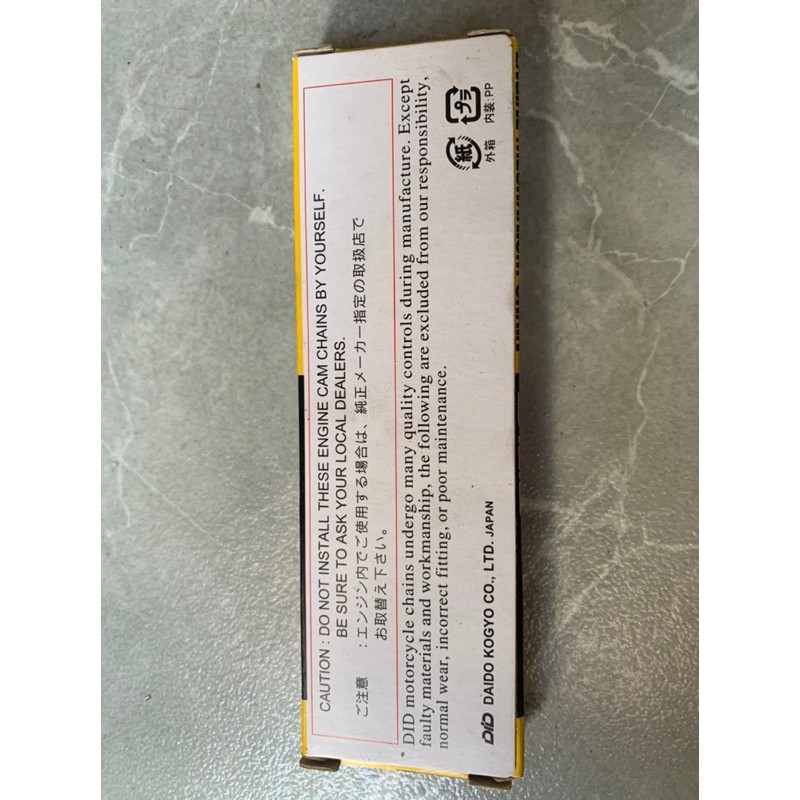 CAUTION : DO NOT INSTALL THESE ENGINE CAM CHAINS BY YOURSELF.
BE SURE TO ASK YOUR LOCAL DEALERS.
ご注意 : エンジン内でご使用する場合は、純正メーカー指定の取扱店で
お取替え下さい。
DID motorcycle chains undergo many quality controls during manufacture. Except
faulty materials and workmanship, the following are excluded from our responsibility,
normal wear, incorrect fitting, or poor maintenance.
DID DAIDO KOGYO CO., LTD. JAPAN
紙
外箱
プラ
内装:PP